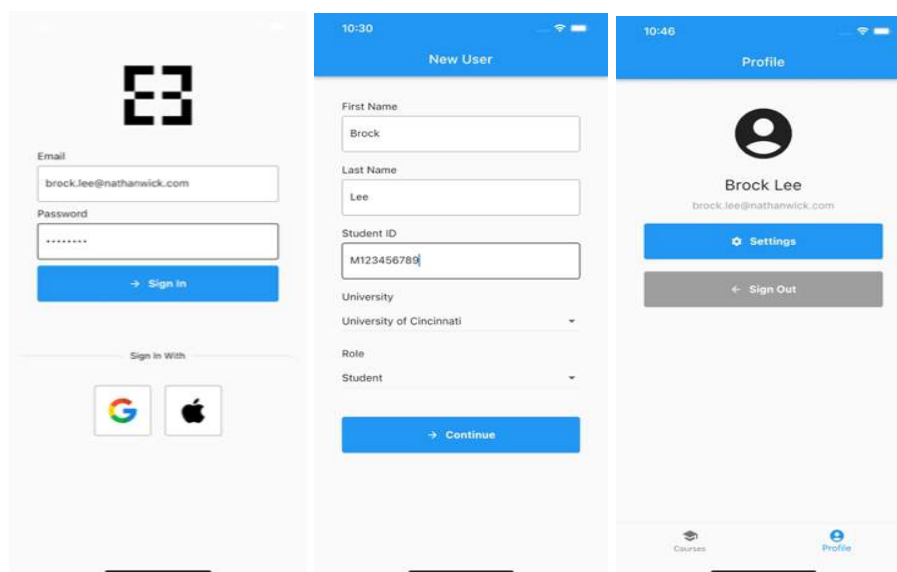 Email
brock.lee@nathanwick.com
Password
········
→ Sign In
Sign In With
10:30
New User
First Name
Brock
Last Name
Lee
Student ID
M123456789
University
University of Cincinnati
Role
Student
→ Continue
10:46
Profile
Brock Lee
brock.lee@nathanwick.com
Settings
← Sign Out
Courses
Profile